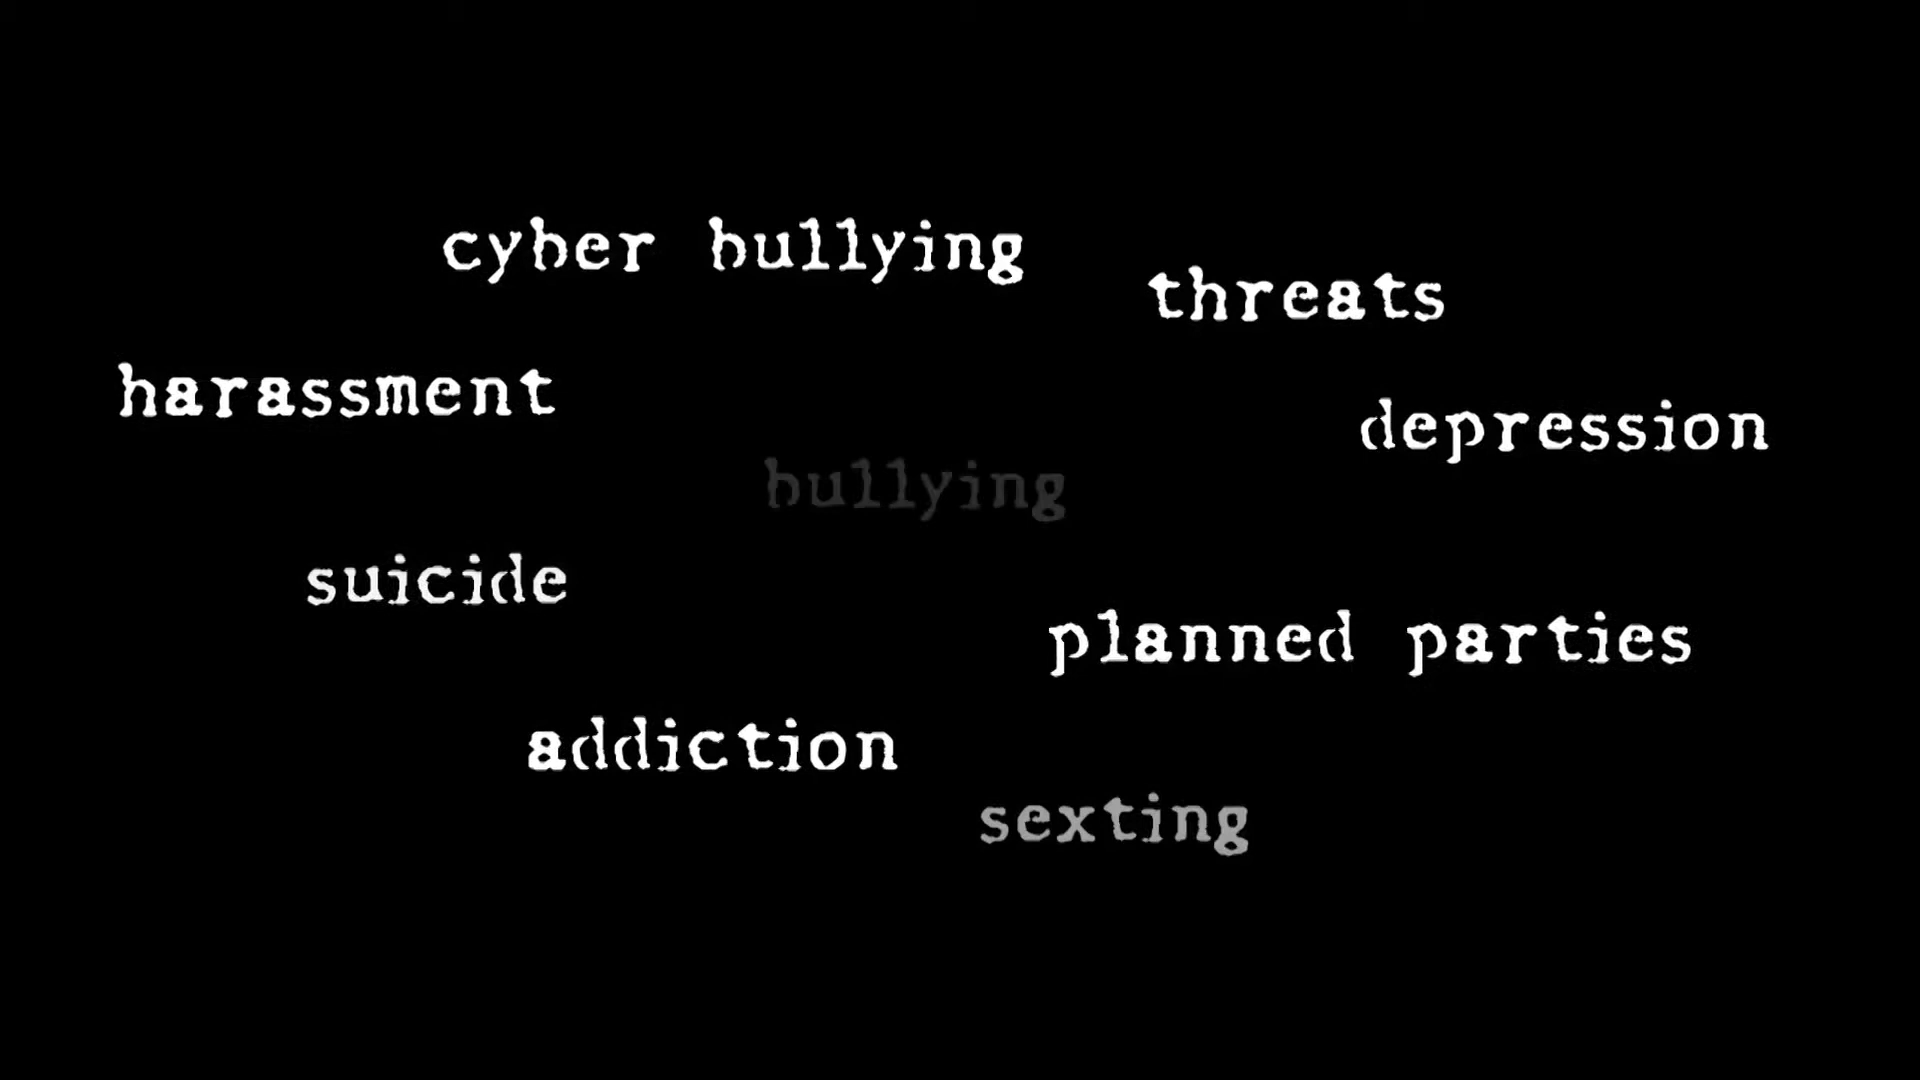 cyber bullying
threats
harassment
depression
bullying
suicide
planned parties
addiction
sexting